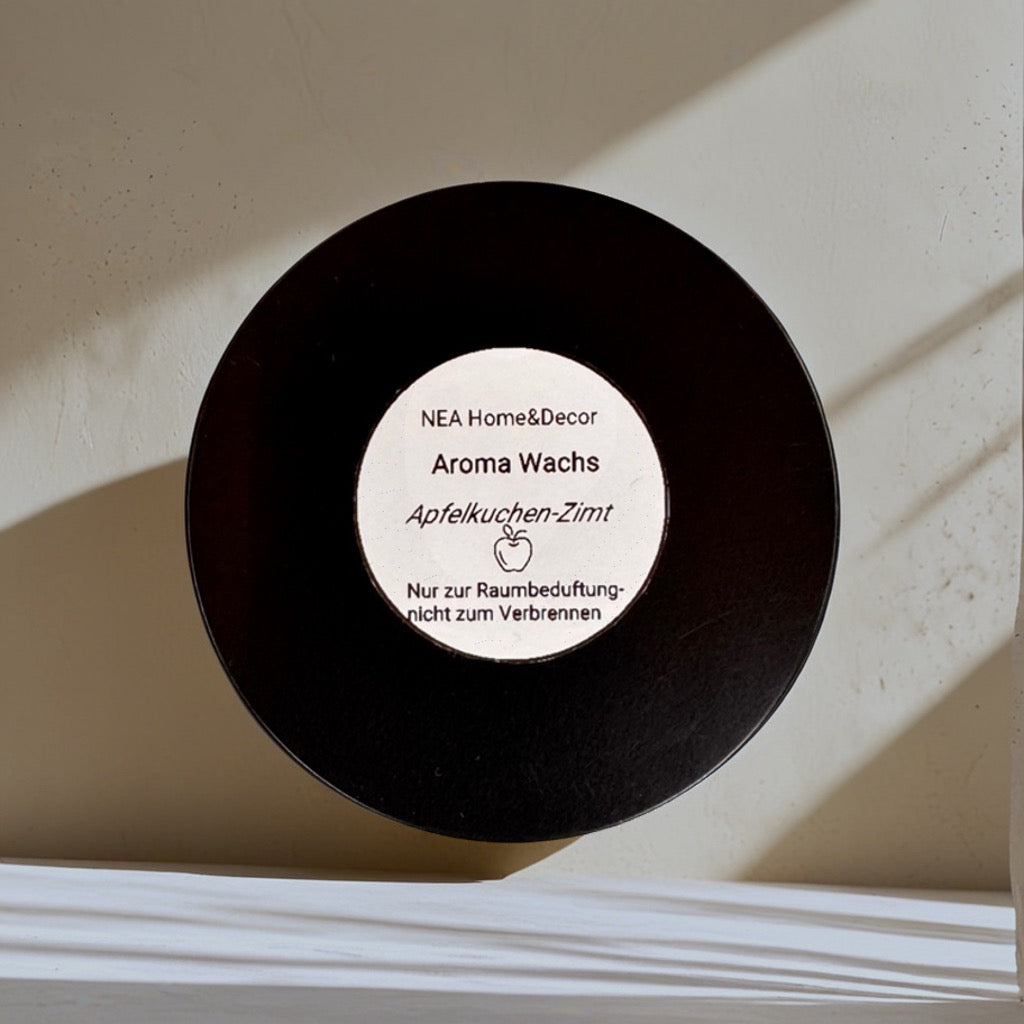 NEA Home&Decor
Aroma Wachs
Apfelkuchen-Zimt
Nur zur Raumbeduftung-
nicht zum Verbrennen